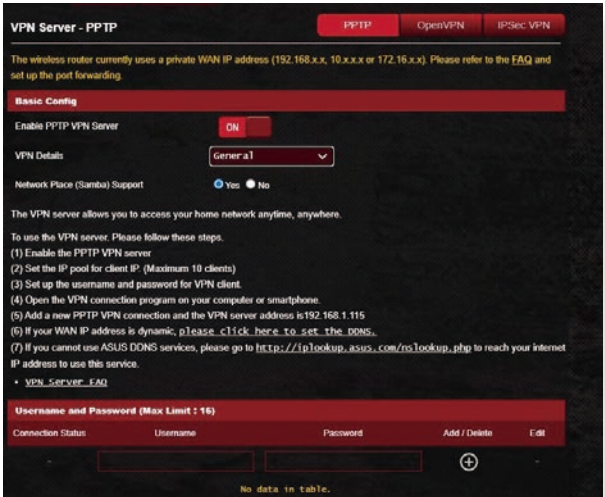 VPN Server - PPTP
PPTP
OpenVPN
IPSec VPN
The wireless router currently uses a private WAN IP address (192.168.x.x, 10.x.x.x or 172.16.x.x). Please refer to the FAQ and
set up the port forwarding.
Basic Config
Enable PPTP VPN Server
ON
VPN Details
General
Network Place (Samba) Support
Yes
No
The VPN server allows you to access your home network anytime, anywhere.
To use the VPN server. Please follow these steps.
(1) Enable the PPTP VPN server
(2) Set the IP pool for client IP. (Maximum 10 clients)
(3) Set up the username and password for VPN client.
(4) Open the VPN connection program on your computer or smartphone.
(5) Add a new PPTP VPN connection and the VPN server address is192.168.1.115
(6) If your WAN IP address is dynamic, please click here to set the DDNS.
(7) If you cannot use ASUS DDNS services, please go to http://iplookup.asus.com/nslookup.php to reach your internet
IP address to use this service.
• VPN Server FAQ
Username and Password (Max Limit : 16)
Connection Status
Username
Password
Add / Delete
Edit
-
-
No data in table.